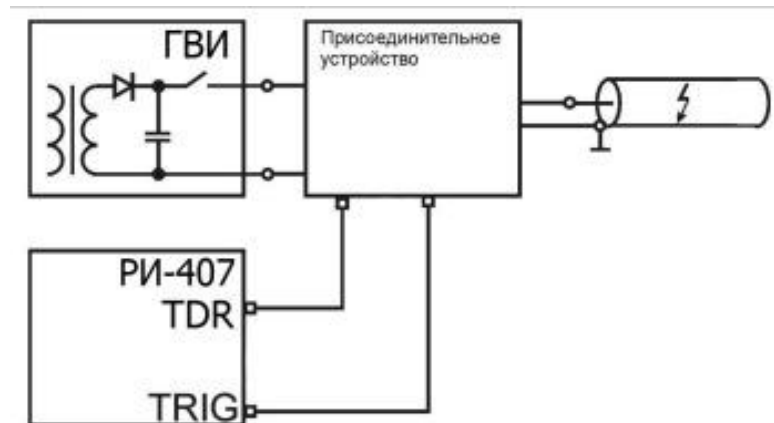 ГВИ
Присоединительное
устройство
РИ-407
TDR
TRIG